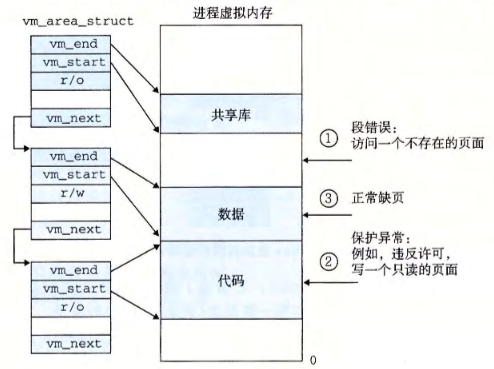 vm_area_struct
进程虚拟内存
vm_end
vm_start
r/o
vm_next
vm_end
vm_start
r/w
vm_next
vm_end
vm_start
r/o
vm_next
共享库
数据
代码
0
① 段错误：
访问一个不存在的页面
③ 正常缺页
② 保护异常：
例如，违反许可，
写一个只读的页面